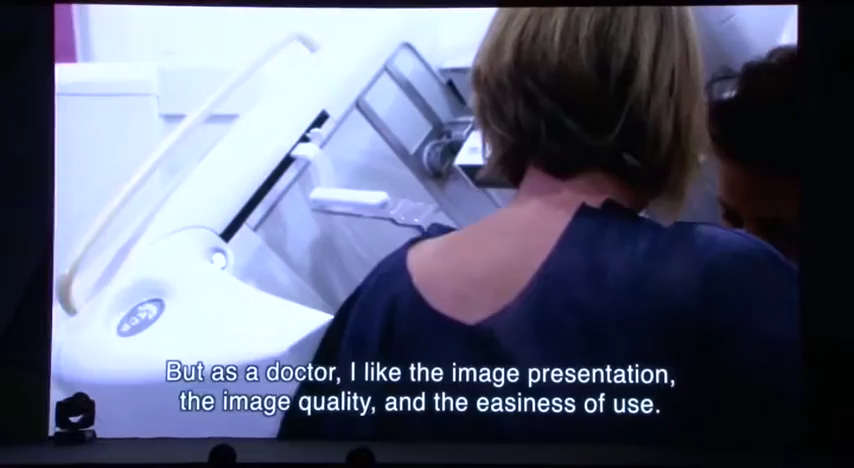 But as a doctor, I like the image presentation,
the image quality, and the easiness of use.